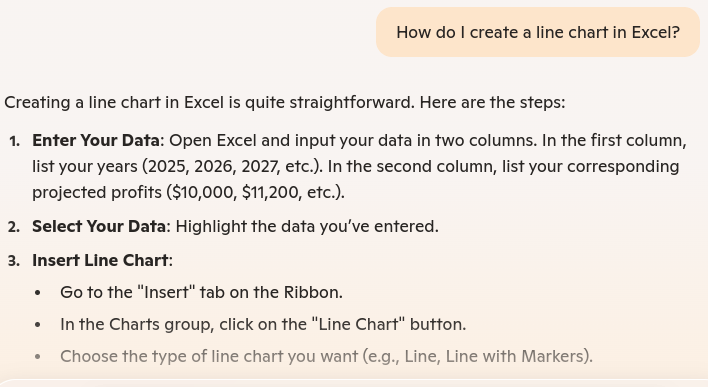 How do I create a line chart in Excel?
Creating a line chart in Excel is quite straightforward. Here are the steps:
1. Enter Your Data: Open Excel and input your data in two columns. In the first column,
list your years (2025, 2026, 2027, etc.). In the second column, list your corresponding
projected profits ($10,000, $11,200, etc.).
2. Select Your Data: Highlight the data you've entered.
3. Insert Line Chart:
• Go to the "Insert" tab on the Ribbon.
• In the Charts group, click on the "Line Chart" button.
• Choose the type of line chart you want (e.g., Line, Line with Markers).